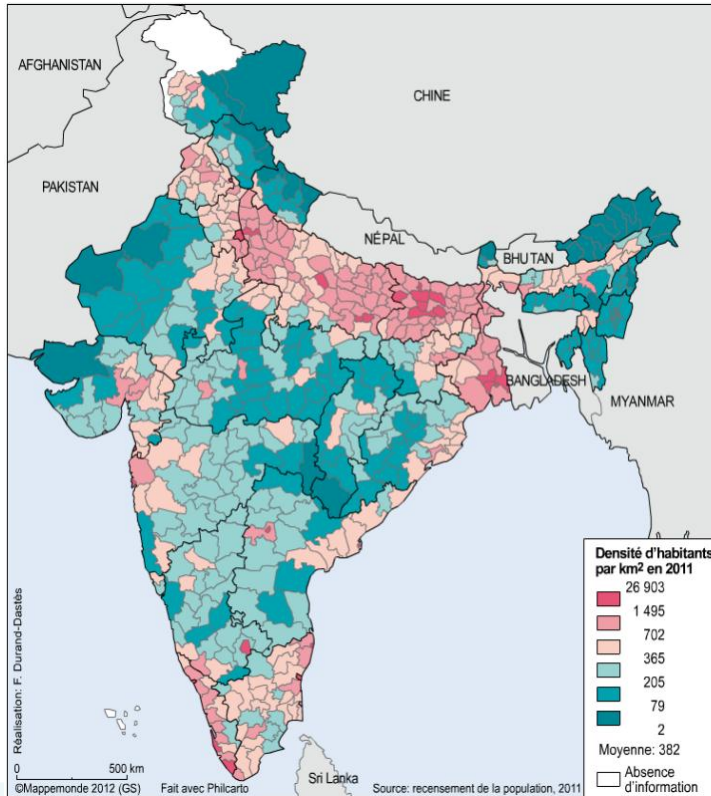 AFGHANISTAN
CHINE
PAKISTAN
NÉPAL
BHUTAN
BANGLADESH
MYANMAR
Densité d'habitants
par km² en 2011
26 903
1 495
702
365
205
79
2
Moyenne: 382
Absence
d'information
Réalisation: F. Durand-Dastès
0
500 km
Sri Lanka
©Mappemonde 2012 (GS)
Fait avec Philcarto
Source: recensement de la population, 2011